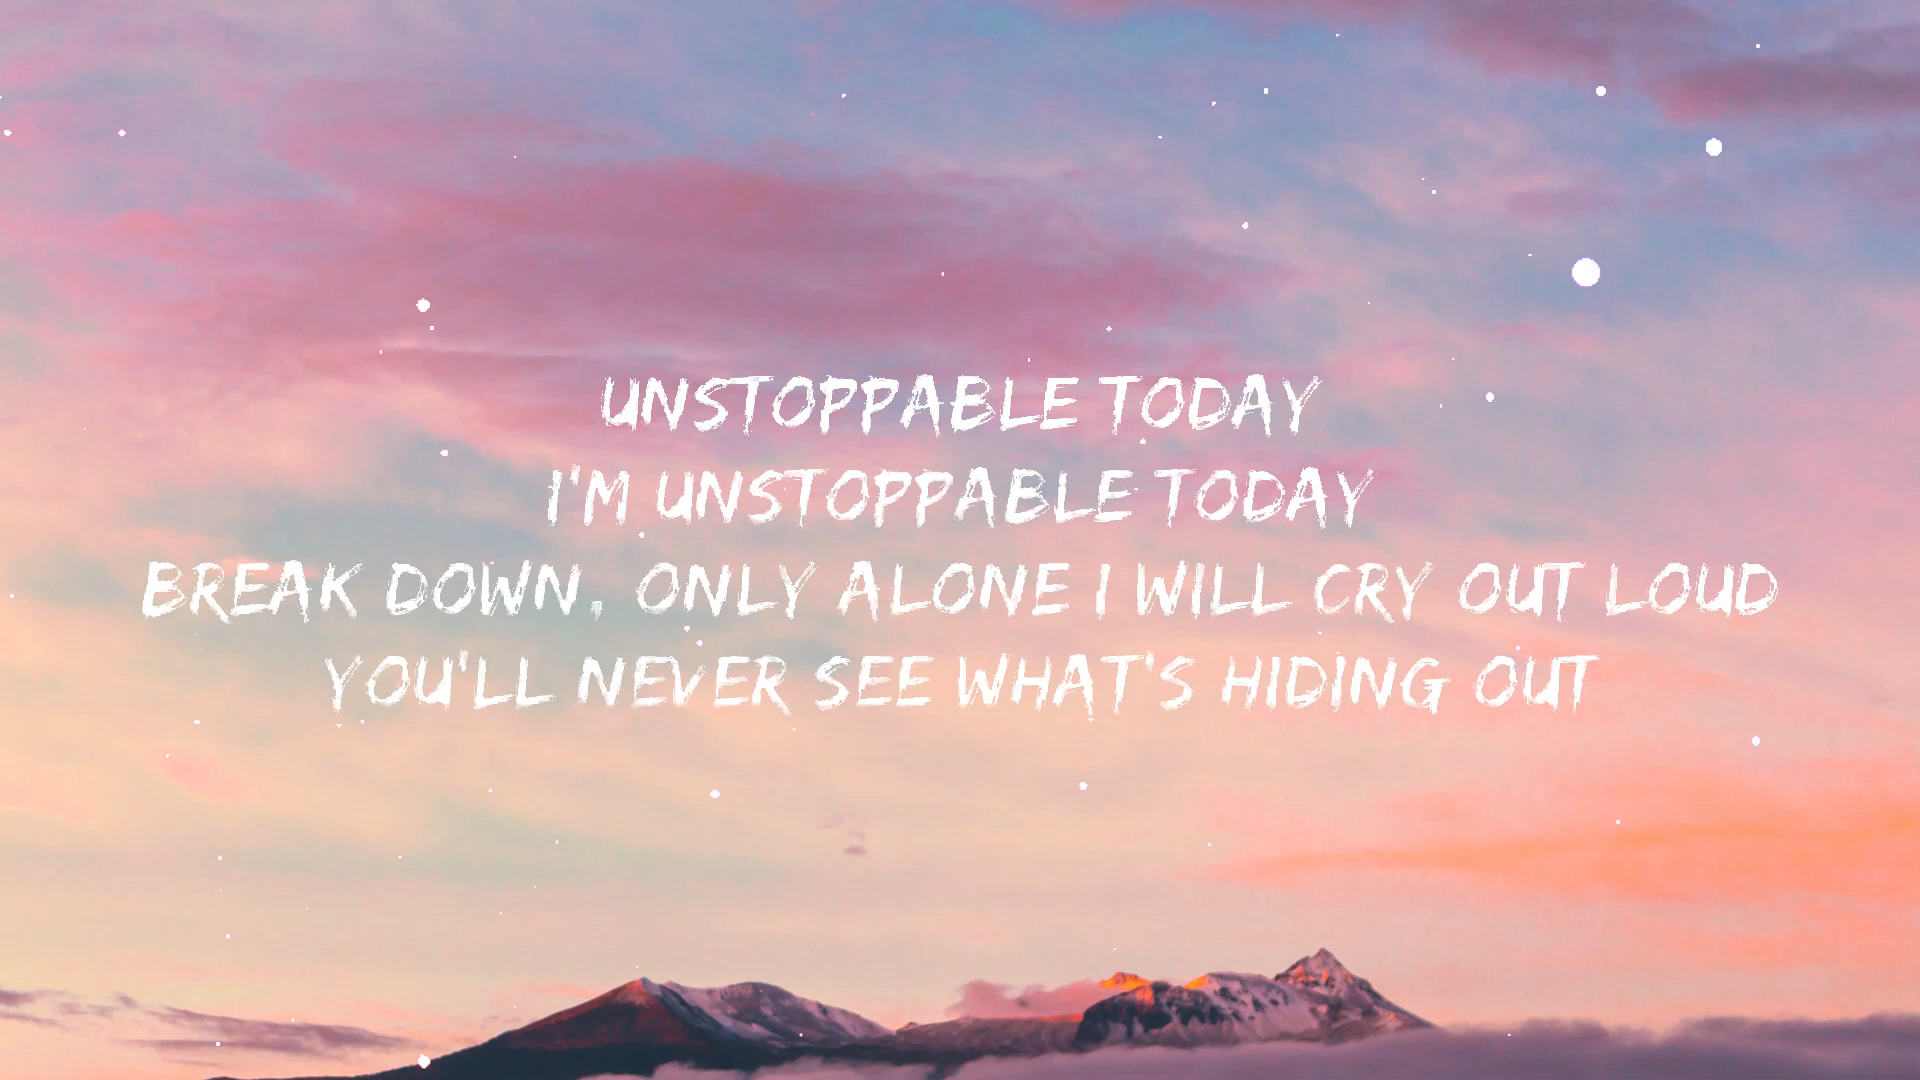 UNSTOPPABLE TODAY
I'M UNSTOPPABLE TODAY
BREAK DOWN, ONLY ALONE I WILL CRY OUT LOUD
YOU'LL NEVER SEE WHAT'S HIDING OUT